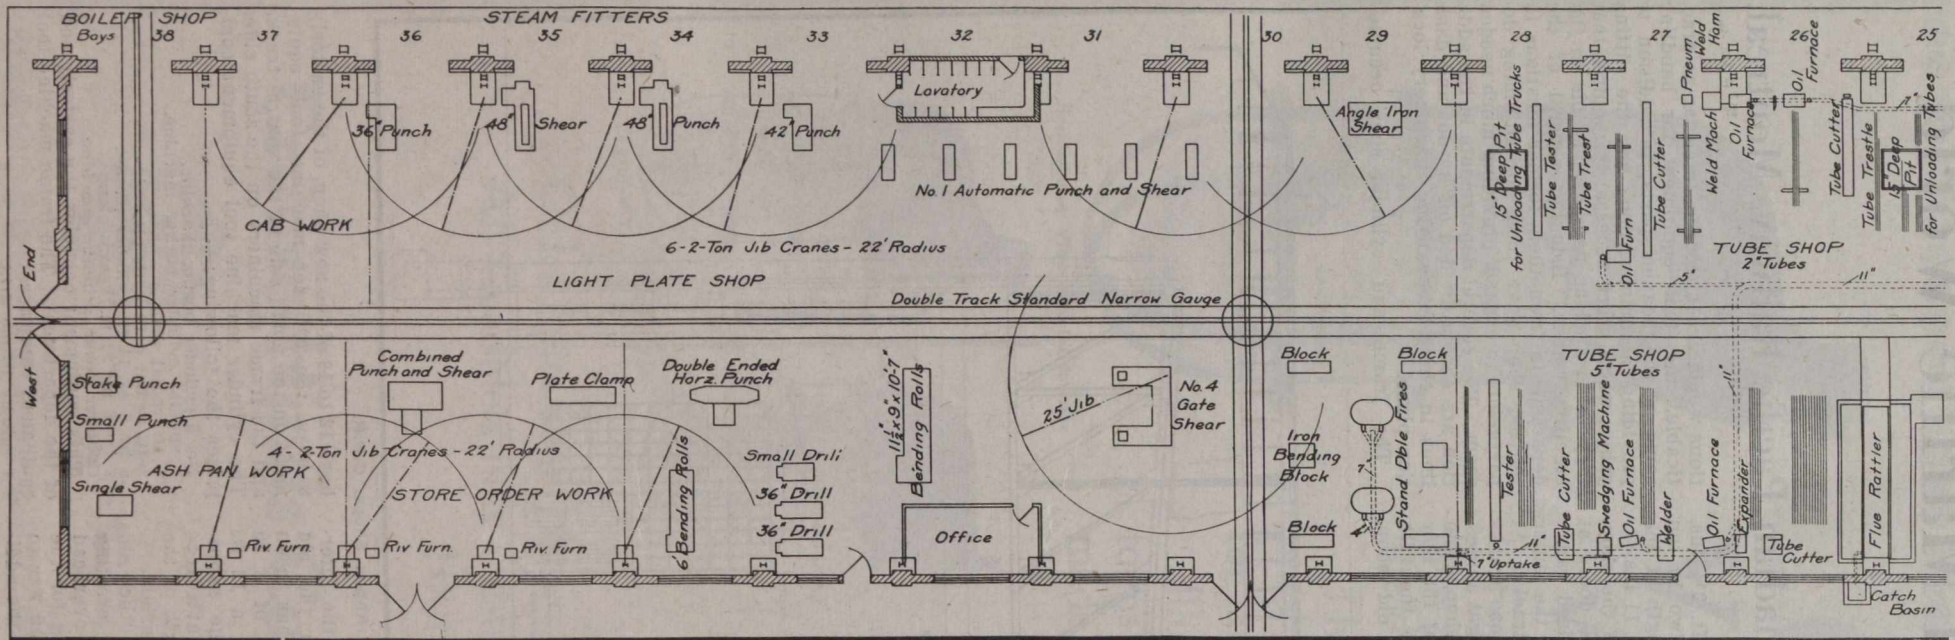 BOILER SHOP
STEAM FITTERS
Bays 38 37 36 35 34 33 32 31 30 29 28 27 26 25
Lavatory
36" Punch
48" Shear
48" Punch
42" Punch
No.1 Automatic Punch and Shear
Angle Iron
Shear
CAB WORK
6-2-Ton Jib Cranes - 22' Radius
LIGHT PLATE SHOP
Double Track Standard Narrow Gauge
15" Deep Pit
for Unloading Tube Trucks
Tube Tester
Tube Trest
Oil Furn
Tube Cutter
Pneum
Weld Ham
Weld Mach
Oil
Furnace
Oil
Furnace
Tube Cutter
Tube Trestle
7"
15" Deep
Pit
for Unloading Tubes
TUBE SHOP
2" Tubes
5"
11"
End
West
Stake Punch
Small Punch
ASH PAN WORK
Single Shear
Combined
Punch and Shear
Plate Clamp
Double Ended
Horz. Punch
4-2-Ton Jib Cranes - 22' Radius
STORE ORDER WORK
Riv. Furn.
Riv. Furn.
Riv. Furn
6' Bending Rolls
Small Drill
36" Drill
36" Drill
11½" x 9" x 10'-7"
Bending Rolls
Office
25' Jib
No.4
Gate
Shear
Block
Block
Iron
Bending
Block
Block
7"
Stand Dble Fires
TUBE SHOP
5" Tubes
Tester
11"
7" Uptake
Tube Cutter
Swedging Machine
Oil Furnace
Welder
Oil Furnace
11"
Expander
Tube
Cutter
Flue Rattler
Catch
Basin